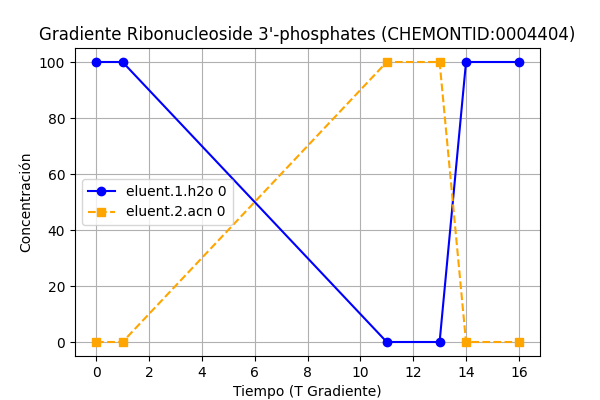 Gradiente Ribonucleoside 3'-phosphates (CHEMONTID:0004404)
Concentración
100
80
60
40
20
0
eluent.1.h2o 0
eluent.2.acn 0
0 2 4 6 8 10 12 14 16
Tiempo (T Gradiente)